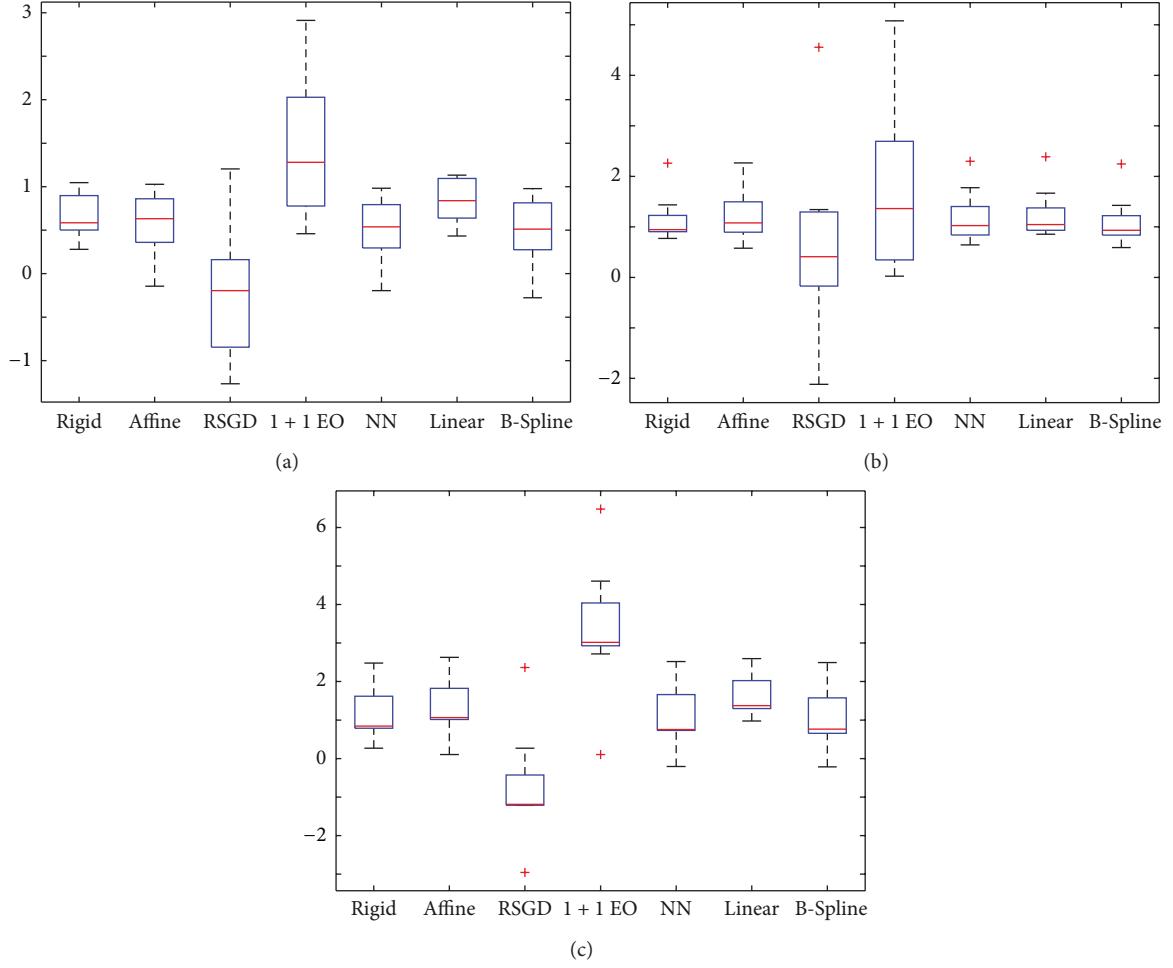 3
2
1
0
−1
Rigid Affine RSGD 1 + 1 EO NN Linear B-Spline
(a)
4
2
0
−2
Rigid Affine RSGD 1 + 1 EO NN Linear B-Spline
(b)
6
4
2
0
−2
Rigid Affine RSGD 1 + 1 EO NN Linear B-Spline
(c)